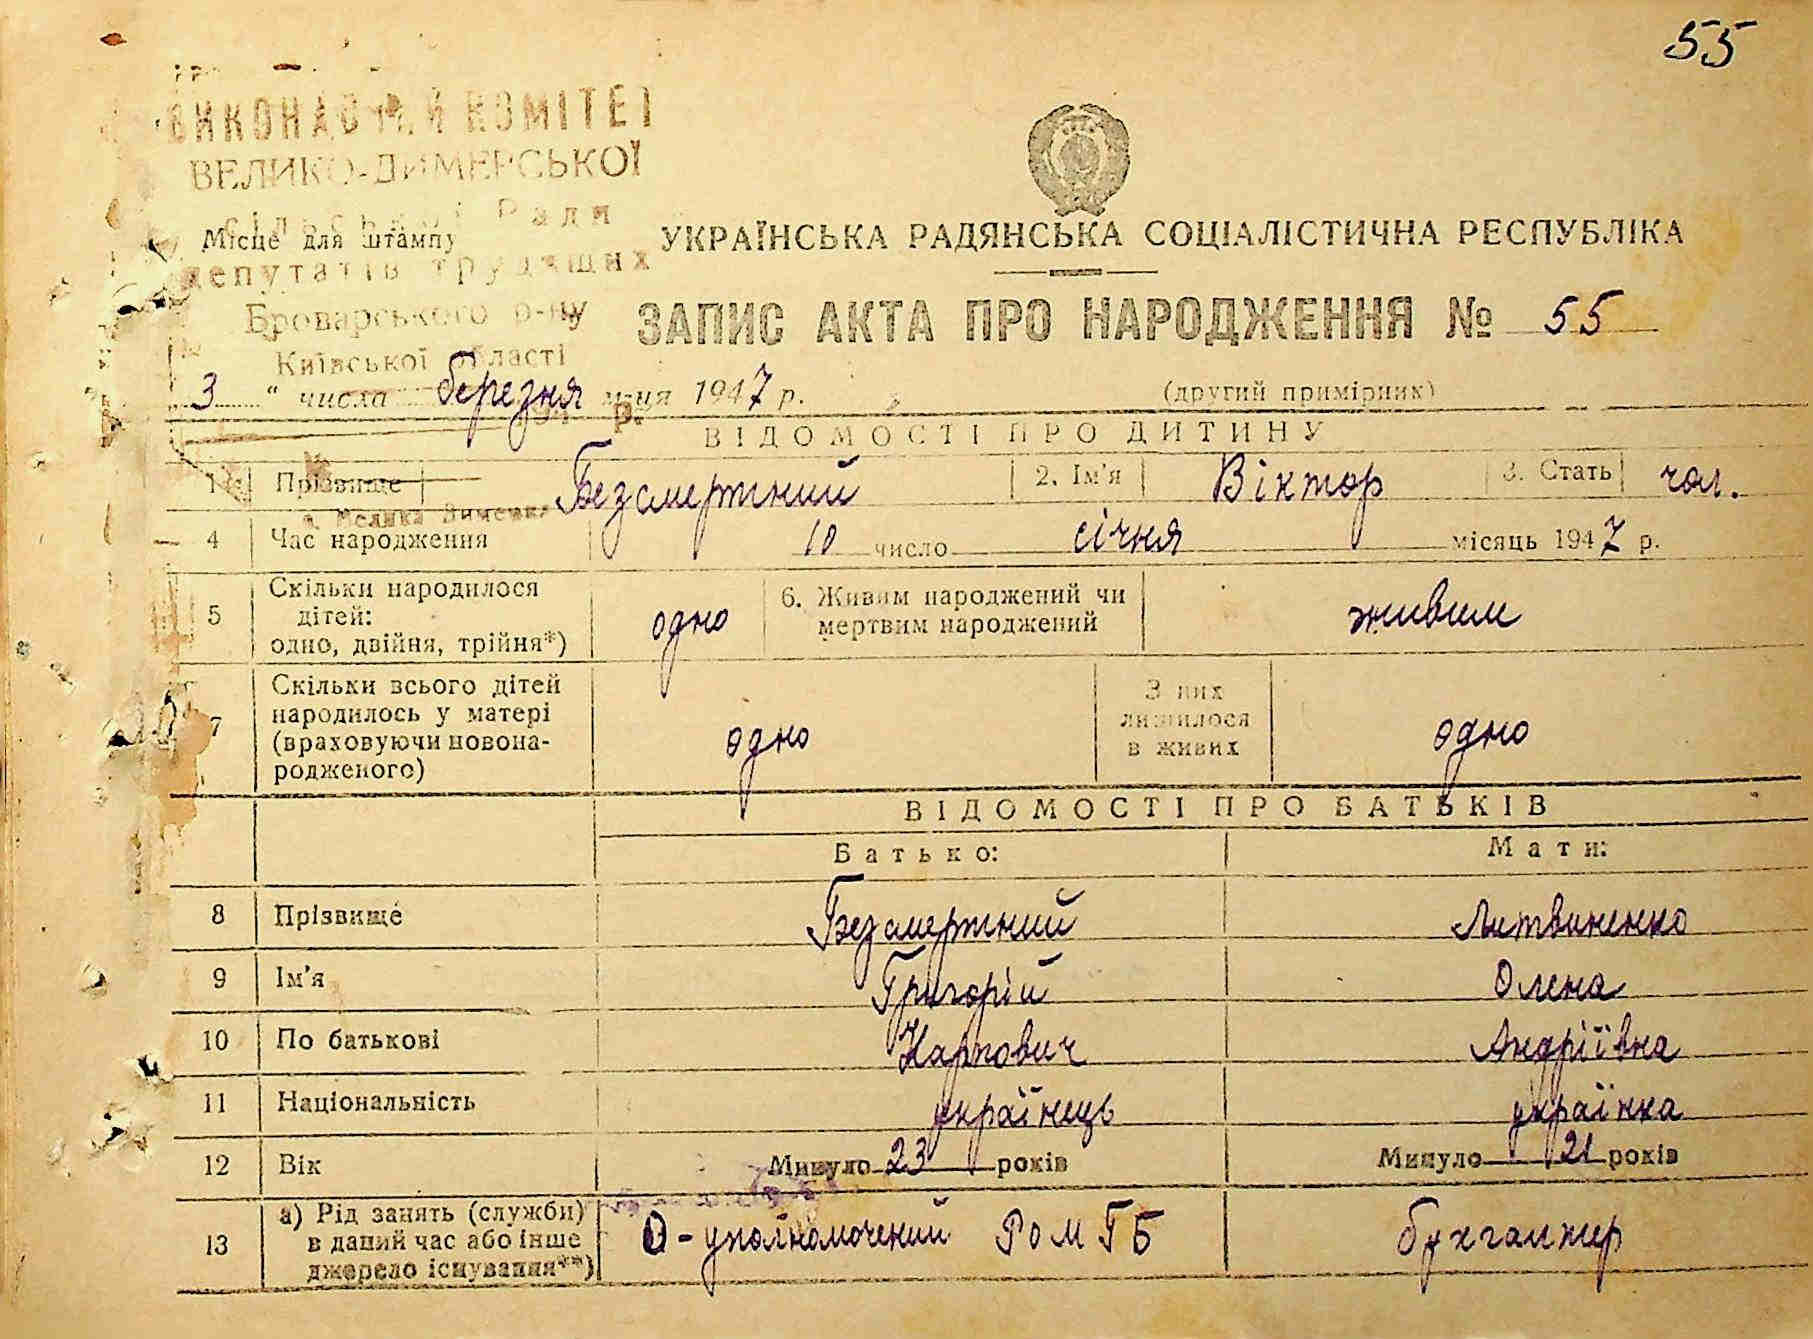 55
ВИКОНАВЧИЙ КОМІТЕТ
ВЕЛИКО-ДИМЕРСЬКОЇ
сільської Ради
Місце для штампу
депутатів трудящих
Броварського р-ну
Київської області
УКРАЇНСЬКА РАДЯНСЬКА СОЦІАЛІСТИЧНА РЕСПУБЛІКА
ЗАПИС АКТА ПРО НАРОДЖЕННЯ № 55
3 " числа березня м-ця 1947 р. (другий примірник)
р.
ВІДОМОСТІ ПРО ДИТИНУ
1 Прізвище Безсмертний 2. Ім'я Віктор 3. Стать чол.
с. Велика Димерка
4 Час народження 10 число січня місяць 1947 р.
5 Скільки народилося дітей: одно, двійня, трійня*) одно 6. Живим народжений чи мертвим народжений живим
7 Скільки всього дітей народилось у матері (враховуючи новонародженого) одно З них лишилося в живих одно
ВІДОМОСТІ ПРО БАТЬКІВ
Батько: Мати:
8 Прізвище Безсмертний Литвиненко
9 Ім'я Григорій Олена
10 По батькові Карпович Андріївна
11 Національність українець українка
12 Вік Минуло 23 років Минуло 21 років
13 а) Рід занять (служби) в даний час або інше джерело існування**) О-уполномочений Ро МГБ бухгалтер